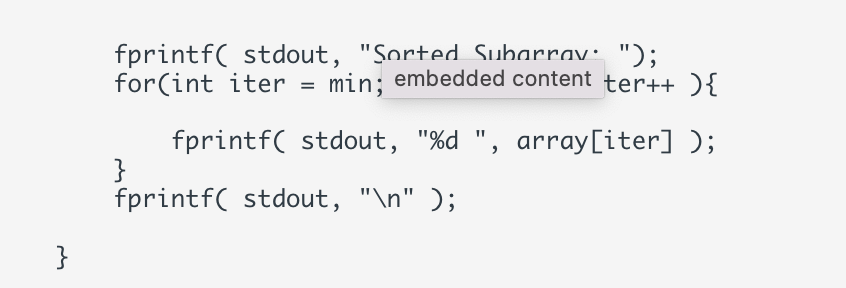 fprintf( stdout, "Sorted Subarray: ");
for(int iter = min; ter++ ){
embedded content
fprintf( stdout, "%d ", array[iter] );
}
fprintf( stdout, "\n" );
}